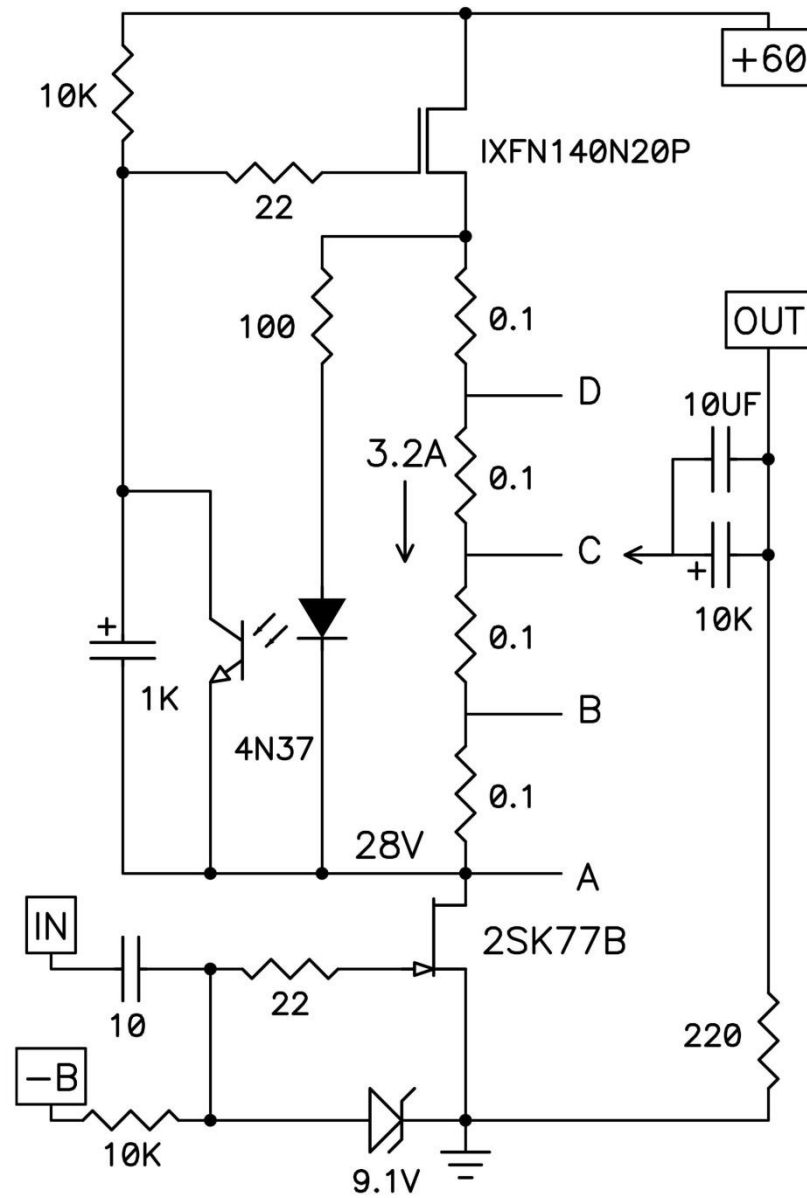 +60
10K
IXFN140N20P
22
100
0.1
OUT
D
10UF
3.2A
0.1
C
+
10K
+
0.1
1K
B
4N37
0.1
28V
A
IN
2SK77B
10
22
220
-B
10K
9.1V